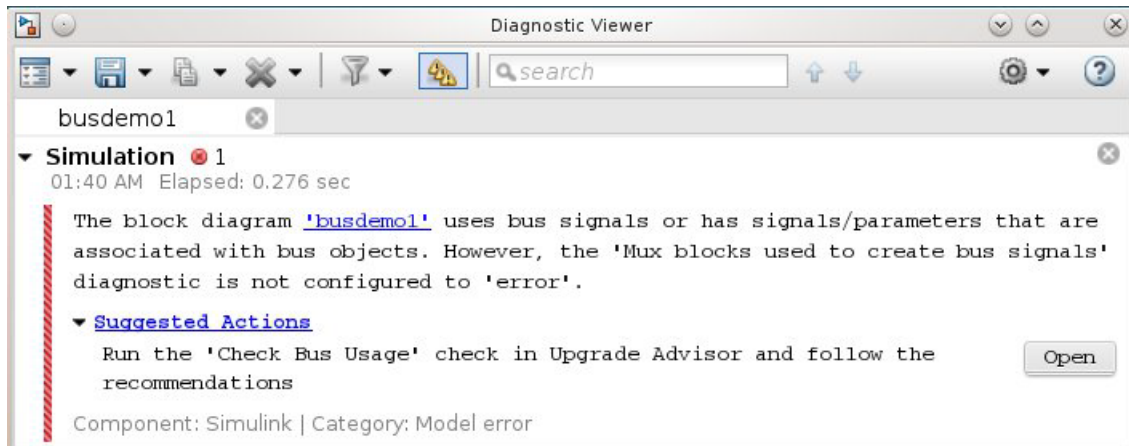 Diagnostic Viewer
search
busdemo1
Simulation 1
01:40 AM Elapsed: 0.276 sec
The block diagram 'busdemo1' uses bus signals or has signals/parameters that are
associated with bus objects. However, the 'Mux blocks used to create bus signals'
diagnostic is not configured to 'error'.
Suggested Actions
Run the 'Check Bus Usage' check in Upgrade Advisor and follow the
recommendations
Open
Component: Simulink | Category: Model error